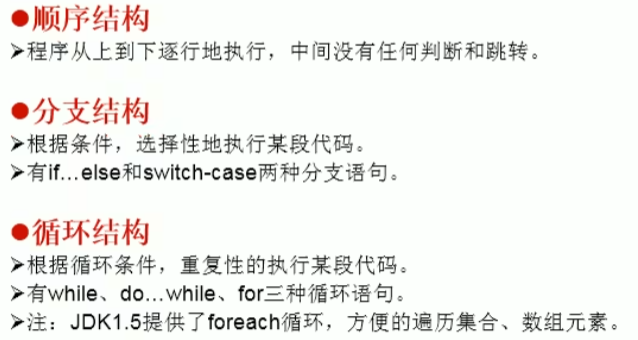 ●顺序结构
➢程序从上到下逐行地执行，中间没有任何判断和跳转。
●分支结构
➢根据条件，选择性地执行某段代码。
➢有if…else和switch-case两种分支语句。
●循环结构
➢根据循环条件，重复性的执行某段代码。
➢有while、do…while、for三种循环语句。
➢注：JDK1.5提供了foreach循环，方便的遍历集合、数组元素。